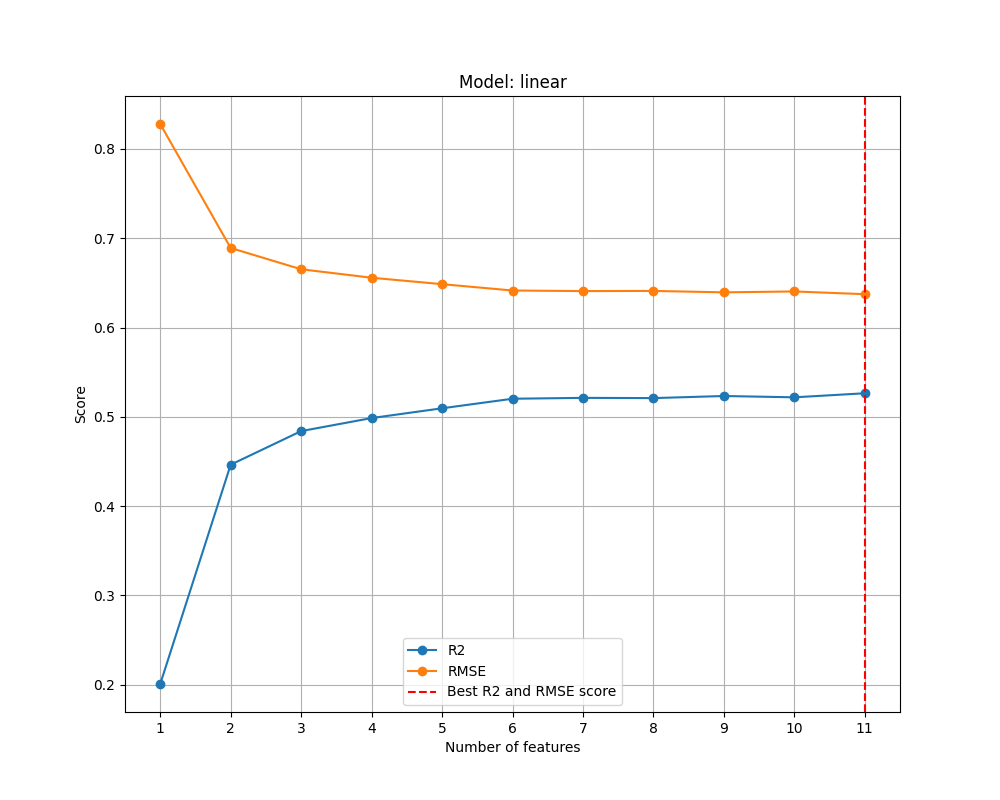 Model: linear
0.8
0.7
0.6
0.5
0.4
0.3
0.2
Score
R2
RMSE
Best R2 and RMSE score
1 2 3 4 5 6 7 8 9 10 11
Number of features